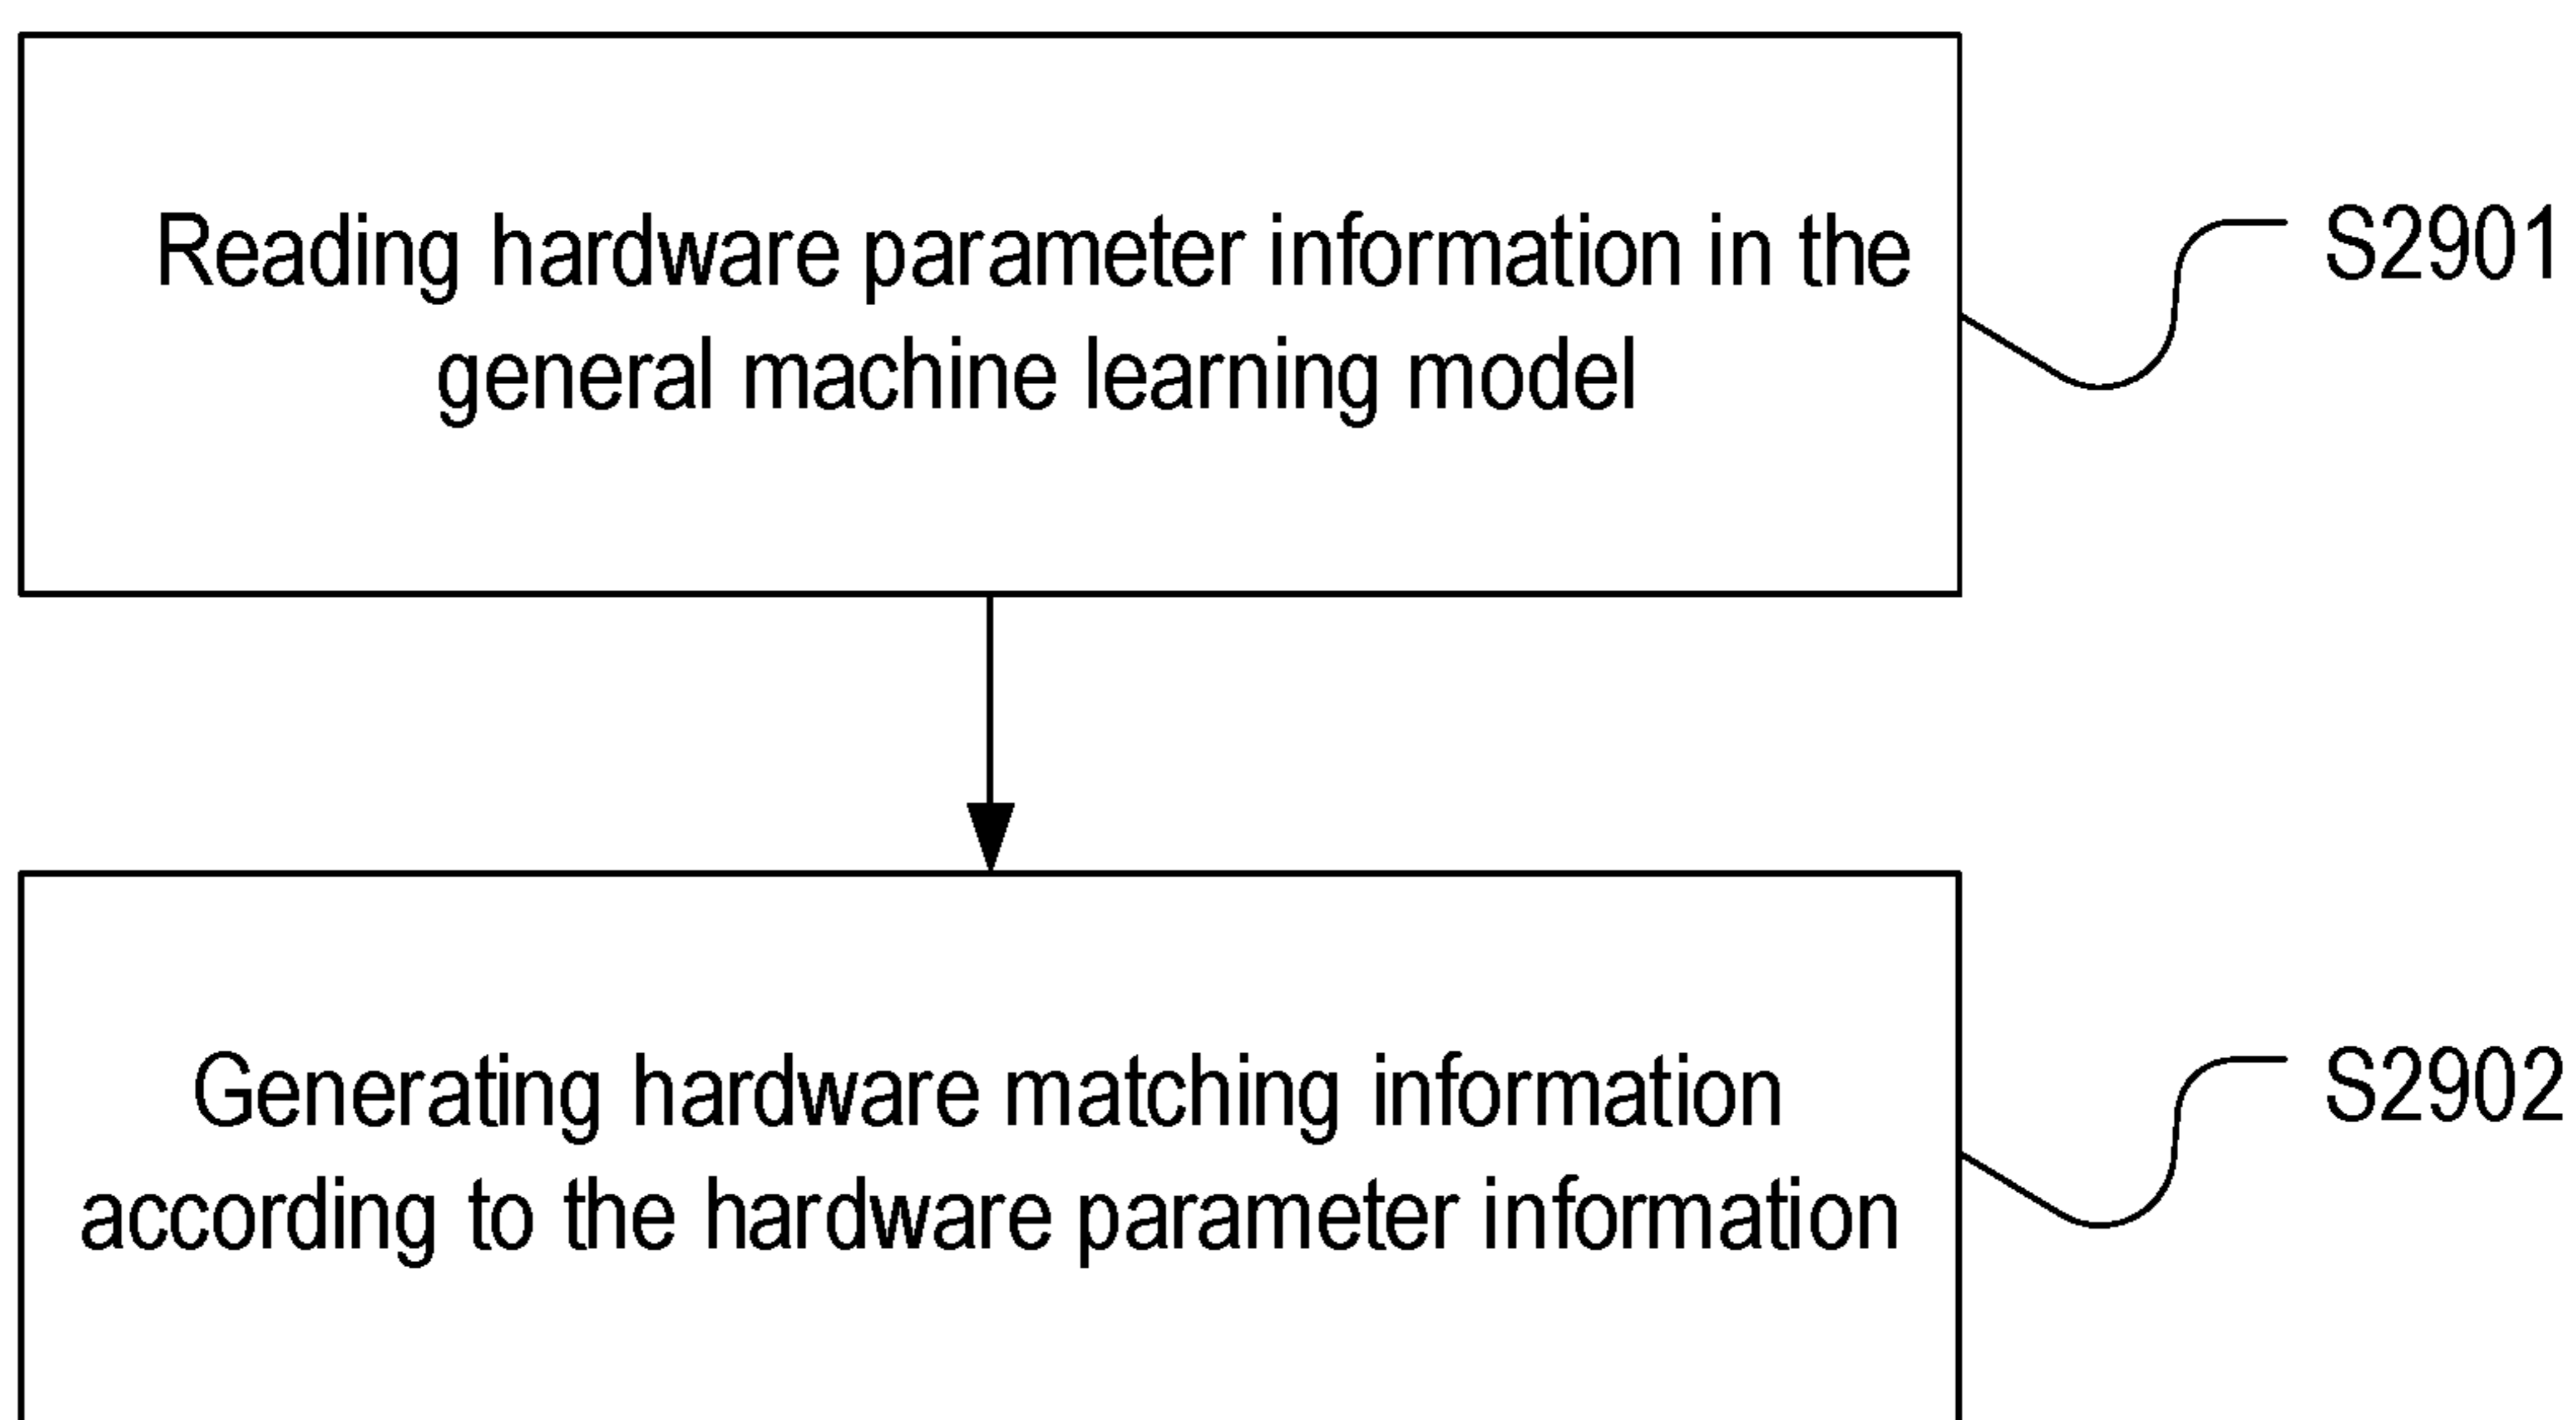 Reading hardware parameter information in the
general machine learning model
S2901
Generating hardware matching information
according to the hardware parameter information
S2902